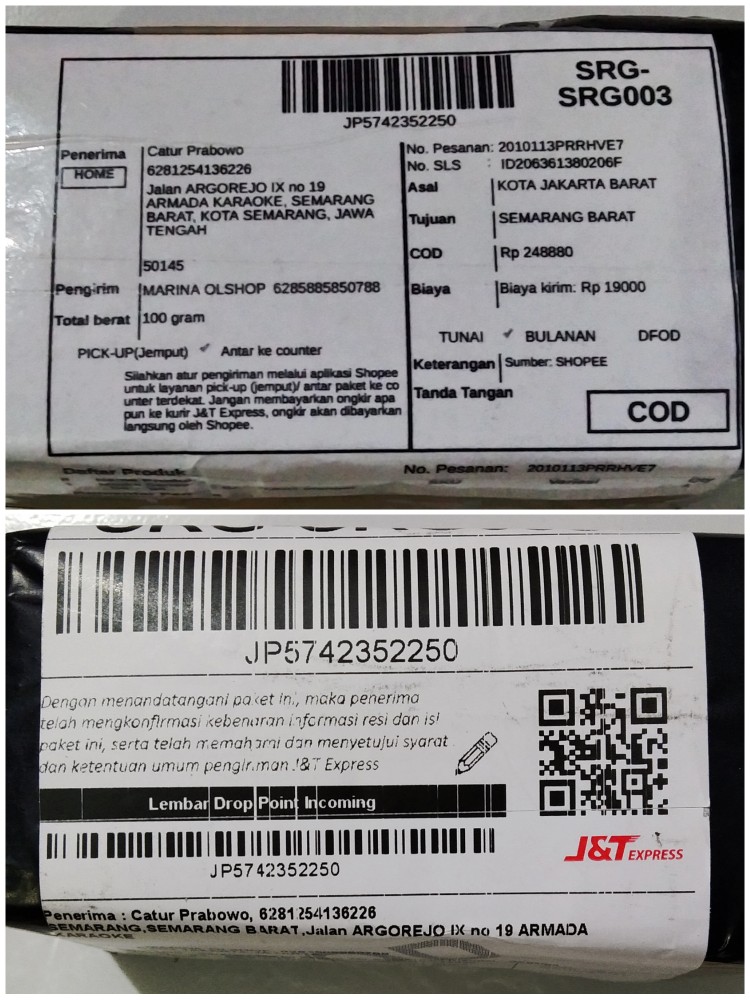 SRG-
SRG003
JP5742352250
Penerima
HOME
Catur Prabowo
6281254136226
Jalan ARGOREJO IX no 19
ARMADA KARAOKE, SEMARANG
BARAT, KOTA SEMARANG, JAWA
TENGAH
50145
Pengirim MARINA OLSHOP 6285885850788
Total berat 100 gram
PICK-UP(Jemput) ✓ Antar ke counter
Silahkan atur pengiriman melalui aplikasi Shopee
untuk layanan pick-up (jemput)/ antar paket ke co
unter terdekat. Jangan membayarkan ongkir apa
pun ke kurir J&T Express, ongkir akan dibayarkan
langsung oleh Shopee.
No. Pesanan: 2010113PRRHVE7
No. SLS : ID206361380206F
Asal KOTA JAKARTA BARAT
Tujuan SEMARANG BARAT
COD Rp 248880
Biaya Biaya kirim: Rp 19000
TUNAI ✓ BULANAN DFOD
Keterangan Sumber: SHOPEE
Tanda Tangan
COD
Daftar Produk
No. Pesanan: 2010113PRRHVE7
JP5742352250
Dengan menandatangani paket ini, maka penerima
telah mengkonfirmasi kebenaran informasi resi dan isi
paket ini, serta telah memahami dan menyetujui syarat
dan ketentuan umum pengiriman J&T Express
Lembar Drop Point Incoming
JP5742352250
J&T EXPRESS
Penerima : Catur Prabowo, 6281254136226
SEMARANG,SEMARANG BARAT,Jalan ARGOREJO IX no 19 ARMADA
KARAOKE